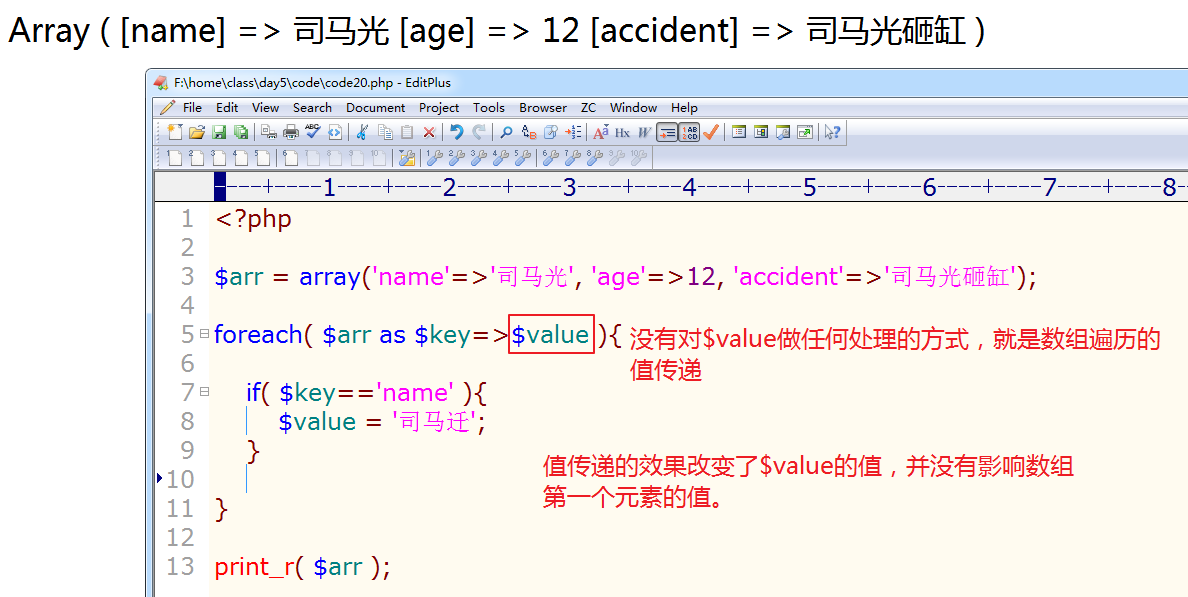 Array ( [name] => 司马光 [age] => 12 [accident] => 司马光砸缸 )
F:\home\class\day5\code\code20.php - EditPlus
File Edit View Search Document Project Tools Browser ZC Window Help
----+----1----+----2----+----3----+----4----+----5----+----6----+----7----+----8-
1 <?php
2
3 $arr = array('name'=>'司马光', 'age'=>12, 'accident'=>'司马光砸缸');
4
5 foreach( $arr as $key=>$value ){ 没有对$value做任何处理的方式，就是数组遍历的
值传递
6
7 if( $key=='name' ){
8 $value = '司马迁';
9 }
值传递的效果改变了$value的值，并没有影响数组
10
第一个元素的值。
11 }
12
13 print_r( $arr );